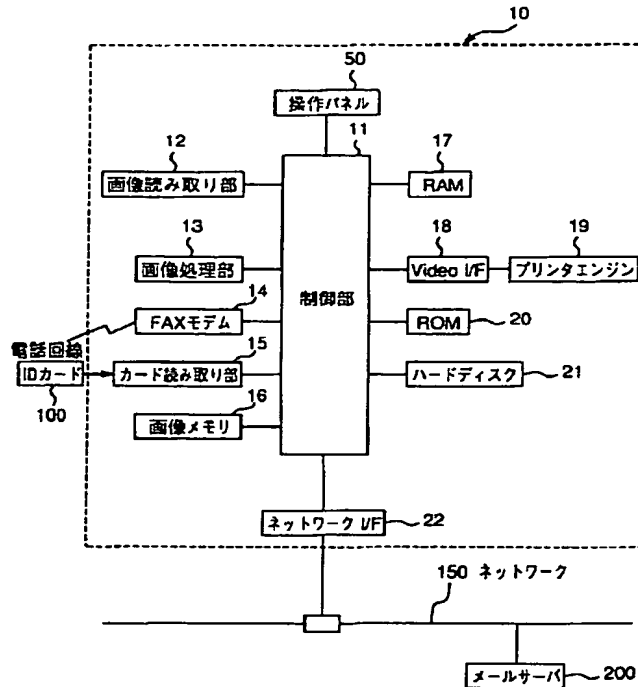 10
50
操作パネル
11
12
画像読み取り部
17
RAM
13
画像処理部
18
Video I/F
19
プリンタエンジン
制御部
14
FAXモデム
ROM
20
電話回線
IDカード
100
15
カード読み取り部
ハードディスク
21
16
画像メモリ
ネットワーク I/F
22
150 ネットワーク
メールサーバ
200